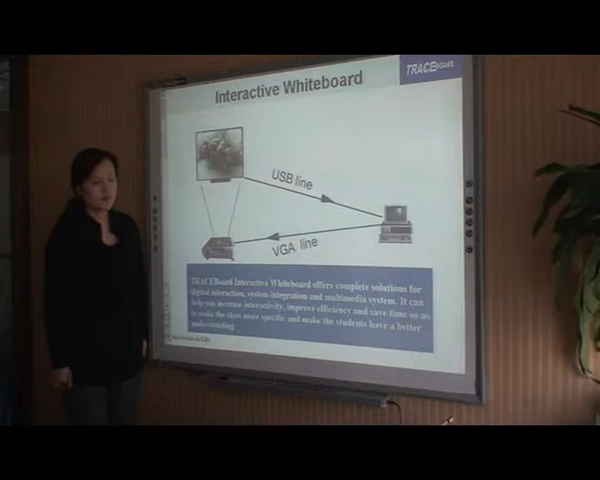 TRACEBOARD
Interactive Whiteboard
USB line
VGA line
TRACEBoard Interactive Whiteboard offers complete solutions for
digital interaction, system integration and multimedia system. It can
help you increase interactivity, improve efficiency and save time so as
to make the class more specific and make the students have a better
understanding.